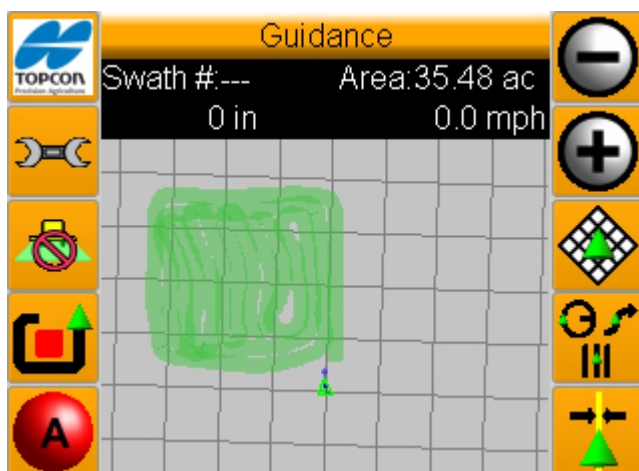 Guidance
TOPCON
Precision Agriculture
Swath #:--- Area:35.48 ac
0 in 0.0 mph
A